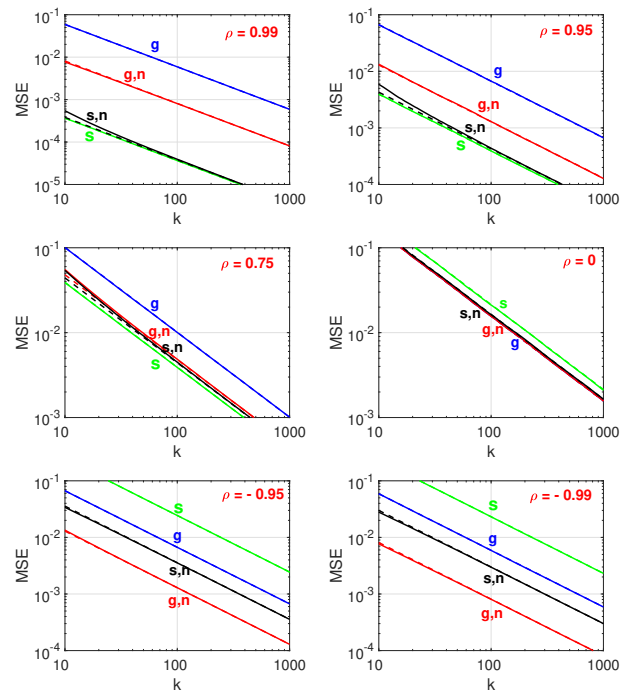 10^-1
10^-2
10^-3
10^-4
10^-5
MSE
ρ = 0.99
g
g,n
s,n
s
10 100 1000
k
10^-1
10^-2
10^-3
10^-4
MSE
ρ = 0.95
g
g,n
s,n
s
10 100 1000
k
10^-1
10^-2
10^-3
MSE
ρ = 0.75
g
g,n
s,n
s
10 100 1000
k
10^-1
10^-2
10^-3
MSE
ρ = 0
s
s,n
g,n
g
10 100 1000
k
10^-1
10^-2
10^-3
10^-4
MSE
ρ = - 0.95
s
g
s,n
g,n
10 100 1000
k
10^-1
10^-2
10^-3
10^-4
MSE
ρ = - 0.99
s
g
s,n
g,n
10 100 1000
k